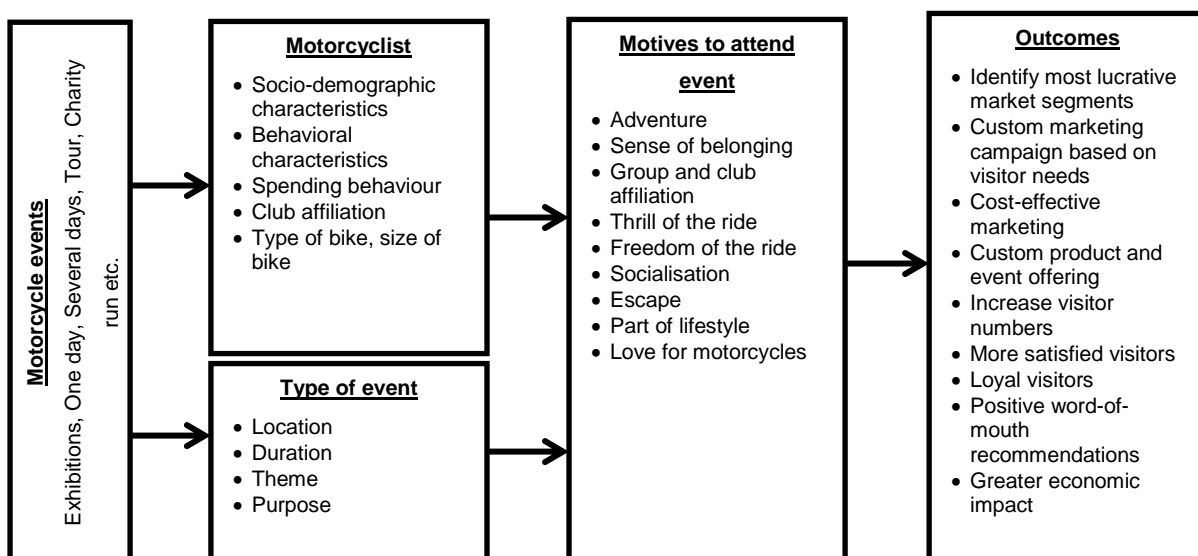 Motorcycle events
Exhibitions, One day, Several days, Tour, Charity
run etc.
Motorcyclist
• Socio-demographic
characteristics
• Behavioral
characteristics
• Spending behaviour
• Club affiliation
• Type of bike, size of
bike
Type of event
• Location
• Duration
• Theme
• Purpose
Motives to attend
event
• Adventure
• Sense of belonging
• Group and club
affiliation
• Thrill of the ride
• Freedom of the ride
• Socialisation
• Escape
• Part of lifestyle
• Love for motorcycles
Outcomes
• Identify most lucrative
market segments
• Custom marketing
campaign based on
visitor needs
• Cost-effective
marketing
• Custom product and
event offering
• Increase visitor
numbers
• More satisfied visitors
• Loyal visitors
• Positive word-of-
mouth
recommendations
• Greater economic
impact